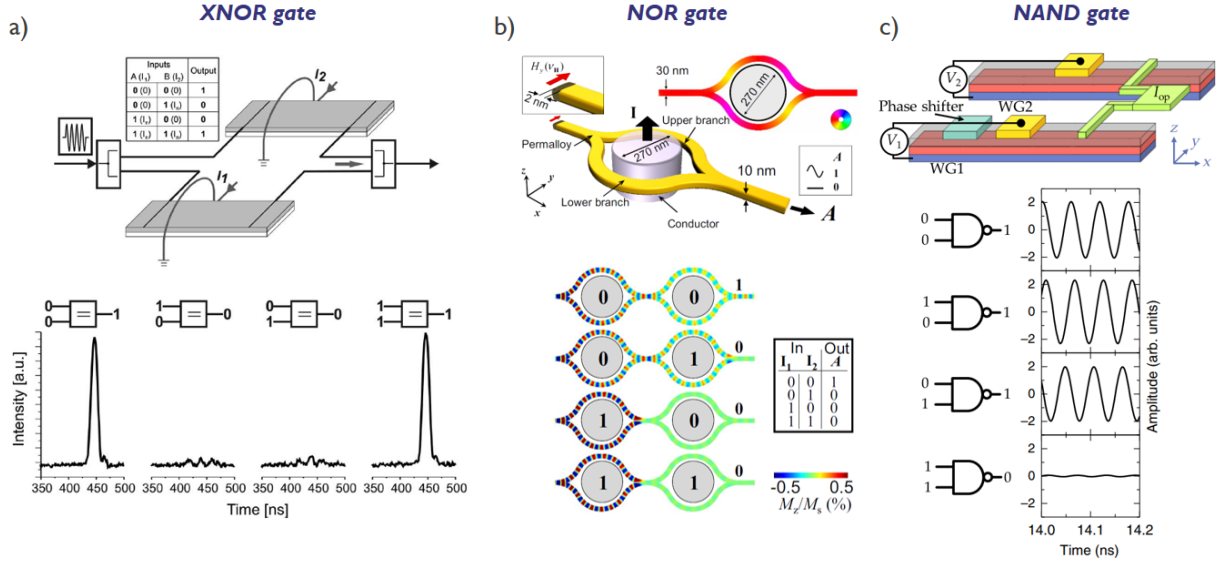 XNOR gate
a)
Inputs
Output
A (I₁) B (I₂)
0 (0) 0 (0) 1
0 (0) 1 (Iπ) 0
1 (Iπ) 0 (0) 0
1 (Iπ) 1 (Iπ) 1
I2
I1
0
0
= 1
1
0
= 0
0
1
= 0
1
1
= 1
Intensity [a.u.]
350 400 450 500 350 400 450 500 350 400 450 500 350 400 450 500
Time [ns]
NOR gate
b)
Hy(νH)
2 nm
30 nm
270 nm
I
Upper branch
Permalloy
270 nm
10 nm
A
1
0
z
y
x
Lower branch
Conductor
A
0 0 1
0 1 0
1 0 0
1 1 0
In Out
I₁ I₂ A
0 0 1
0 1 0
1 0 0
1 1 0
-0.5 0.5
Mz/Ms (%)
NAND gate
c)
V2
Iop
Phase shifter WG2
V1
WG1
z
y
x
0
0
1
1
0
1
0
1
1
1
1
0
2
0
-2
2
0
-2
2
0
-2
2
0
-2
Amplitude (arb. units)
14.0 14.1 14.2
Time (ns)